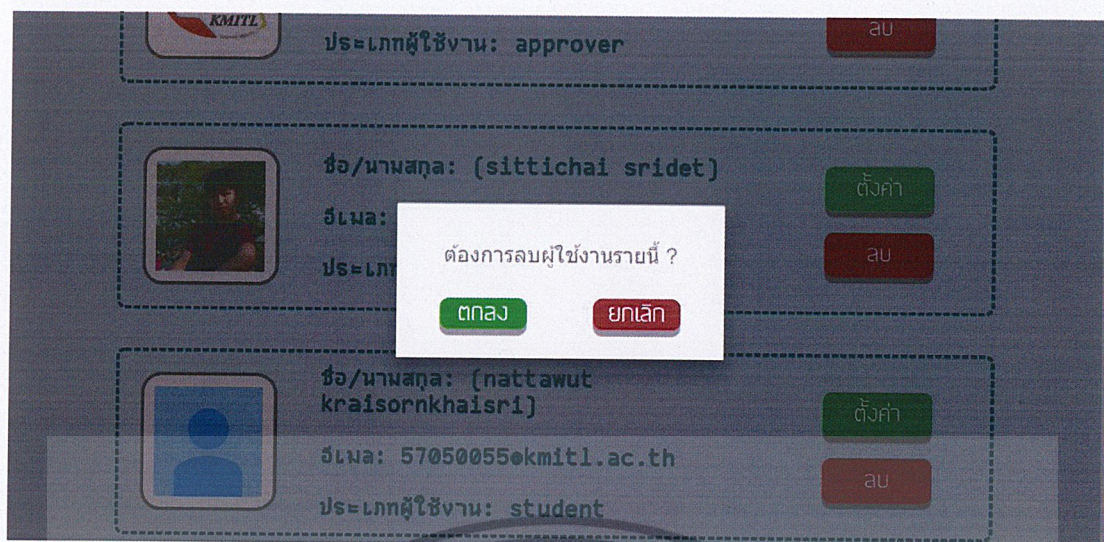 KMITL
ประเภทผู้ใช้งาน: approver
ลบ
ชื่อ/นามสกุล: (sittichai sridet)
ตั้งค่า
อีเมล:
ต้องการลบผู้ใช้งานรายนี้ ?
ลบ
ประเภท
ตกลง
ยกเลิก
ชื่อ/นามสกุล: (nattawut
kraisornkhaisri)
ตั้งค่า
อีเมล: 57050055@kmitl.ac.th
ลบ
ประเภทผู้ใช้งาน: student